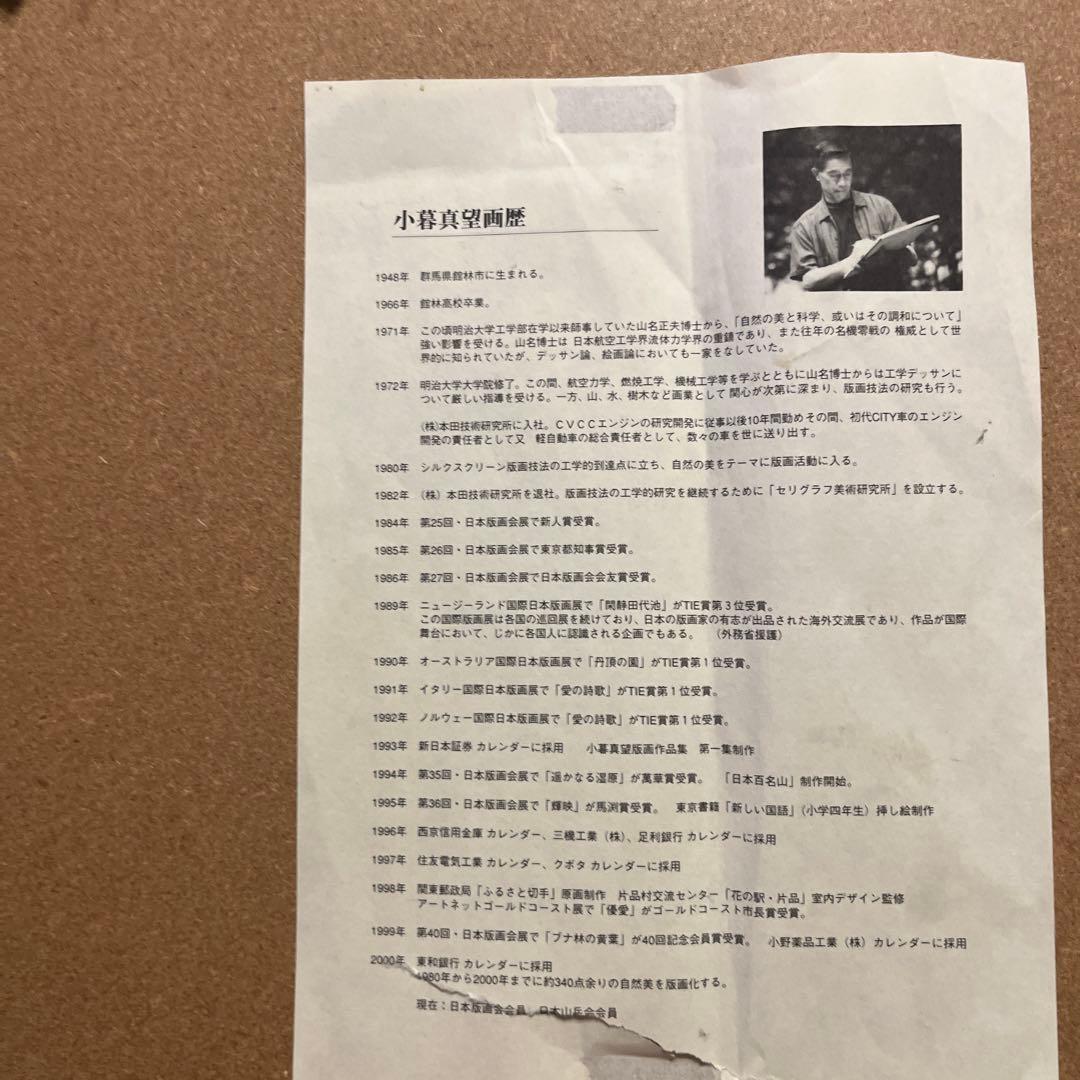 小暮真望画歴
1948年 群馬県館林市に生まれる。
1966年 館林高校卒業。
1971年 この頃明治大学工学部在学以来師事していた山名正夫博士から、「自然の美と科学、或いはその調和について」
強い影響を受ける。山名博士は 日本航空工学界流体力学界の重鎮であり、また往年の名機零戦の 権威として世
界的に知られていたが、デッサン論、絵画論においても一家をなしていた。
1972年 明治大学大学院修了。この間、航空力学、燃焼工学、機械工学等を学ぶとともに山名博士からは工学デッサンに
ついて厳しい指導を受ける。一方、山、水、樹木など画業として 関心が次第に深まり、版画技法の研究も行う。
(株)本田技術研究所に入社。CVCCエンジンの研究開発に従事以後10年間勤めその間、初代CITY車のエンジン
開発の責任者として又 軽自動車の総合責任者として、数々の車を世に送り出す。
1980年 シルクスクリーン版画技法の工学的到達点に立ち、自然の美をテーマに版画活動に入る。
1982年 (株)本田技術研究所を退社。版画技法の工学的研究を継続するために「セリグラフ美術研究所」を設立する。
1984年 第25回・日本版画会展で新人賞受賞。
1985年 第26回・日本版画会展で東京都知事賞受賞。
1986年 第27回・日本版画会展で日本版画会会友賞受賞。
1989年 ニュージーランド国際日本版画展で「閑静田代池」がTIE賞第3位受賞。
この国際版画展は各国の巡回展を続けており、日本の版画家の有志が出品された海外交流展であり、作品が国際
舞台において、じかに各国人に認識される企画でもある。 (外務省援護)
1990年 オーストラリア国際日本版画展で「丹頂の園」がTIE賞第1位受賞。
1991年 イタリー国際日本版画展で「愛の詩歌」がTIE賞第1位受賞。
1992年 ノルウェー国際日本版画展で「愛の詩歌」がTIE賞第1位受賞。
1993年 新日本証券 カレンダーに採用 小暮真望版画作品集 第一集制作
1994年 第35回・日本版画会展で「遥かなる湿原」が萬華賞受賞。 「日本百名山」制作開始。
1995年 第36回・日本版画会展で「輝映」が馬渕賞受賞。 東京書籍「新しい国語」(小学四年生)挿し絵制作
1996年 西京信用金庫 カレンダー、三機工業(株)、足利銀行 カレンダーに採用
1997年 住友電気工業 カレンダー、クボタ カレンダーに採用
1998年 関東郵政局「ふるさと切手」原画制作 片品村交流センター「花の駅・片品」室内デザイン監修
アートネットゴールドコースト展で「優愛」がゴールドコースト市長賞受賞。
1999年 第40回・日本版画会展で「ブナ林の黄葉」が40回記念会員賞受賞。 小野薬品工業(株)カレンダーに採用
2000年 東和銀行 カレンダーに採用
1980年から2000年までに約340点余りの自然美を版画化する。
現在:日本版画会会員 日本山岳会会員